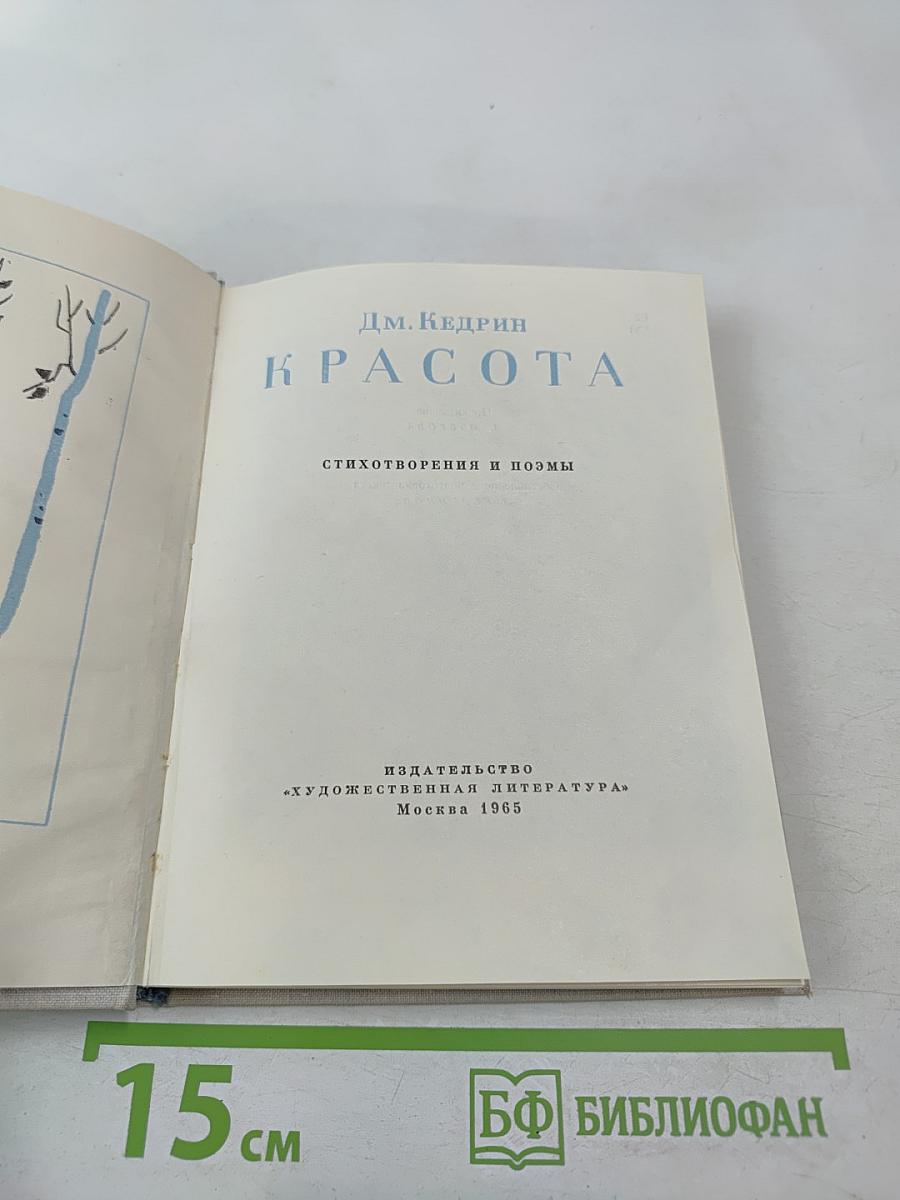 Дм. Кедрин
КРАСОТА
СТИХОТВОРЕНИЯ И ПОЭМЫ
ИЗДАТЕЛЬСТВО
«ХУДОЖЕСТВЕННАЯ ЛИТЕРАТУРА»
Москва 1965
15 см
БФ БИБЛИОФАН